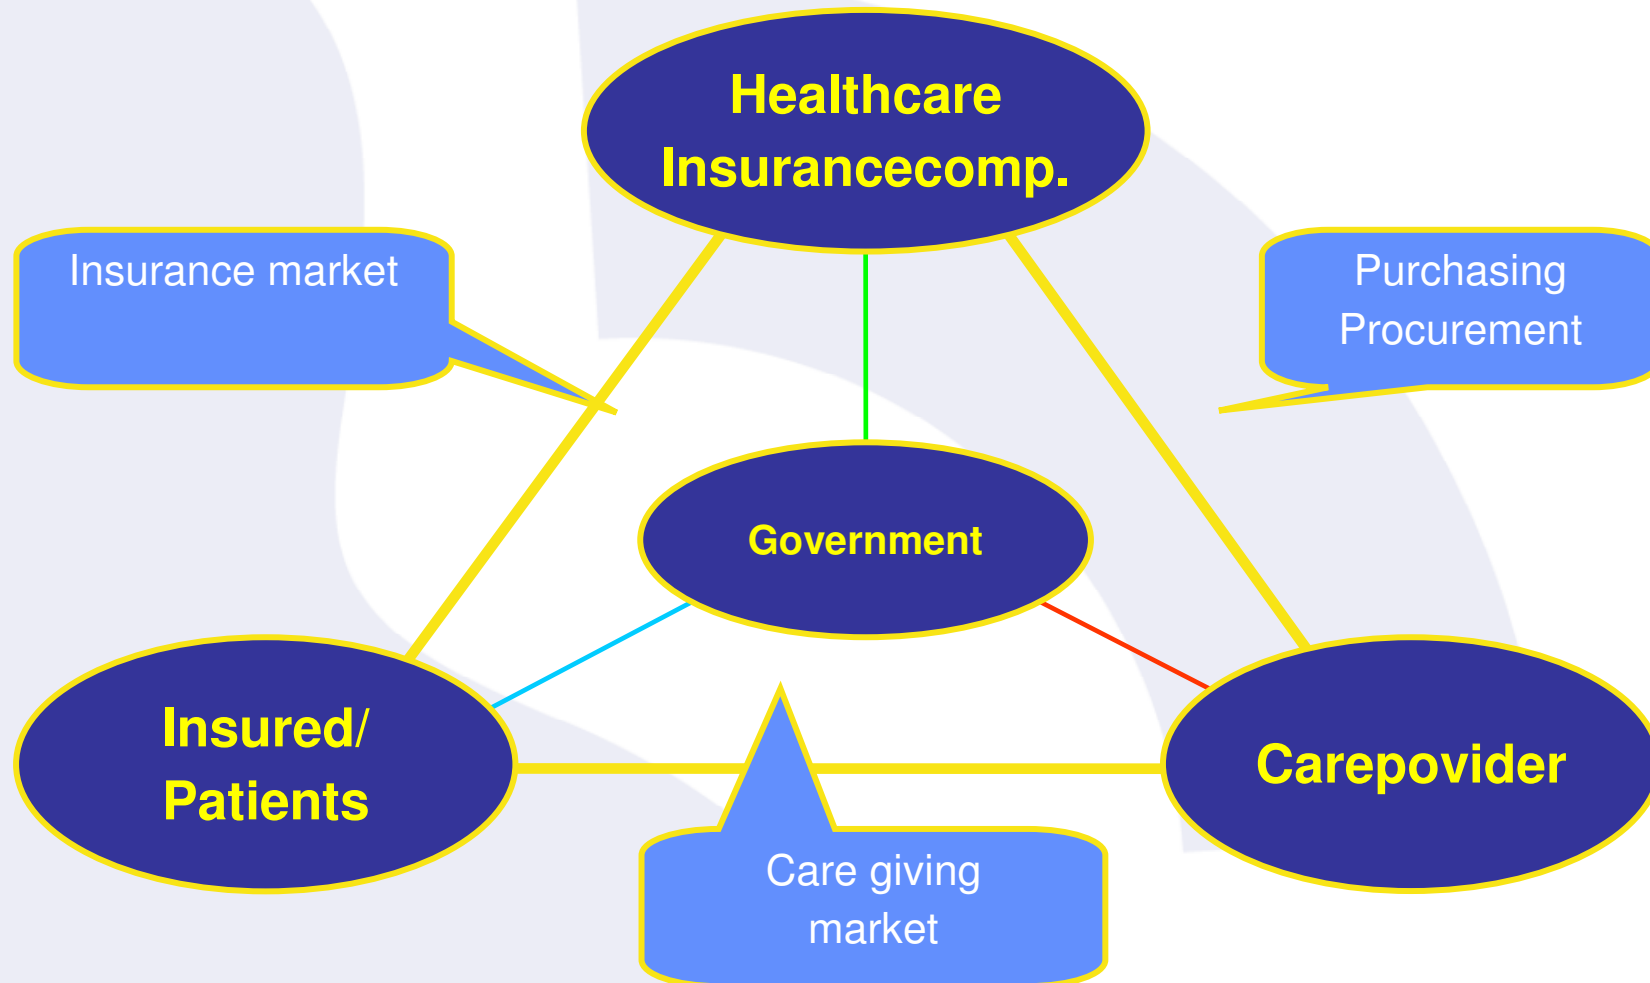 Healthcare
Insurancecomp.
Insurance market
Purchasing
Procurement
Government
Insured/
Patients
Carepovider
Care giving
market